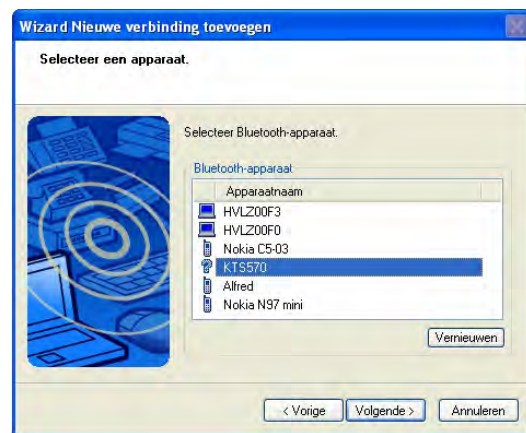 Wizard Nieuwe verbinding toevoegen
Selecteer een apparaat.
Selecteer Bluetooth-apparaat.
Bluetooth-apparaat
Apparaatnaam
HVLZ00F3
HVLZ00F0
Nokia C5-03
KTS570
Alfred
Nokia N97 mini
Vernieuwen
< Vorige
Volgende >
Annuleren